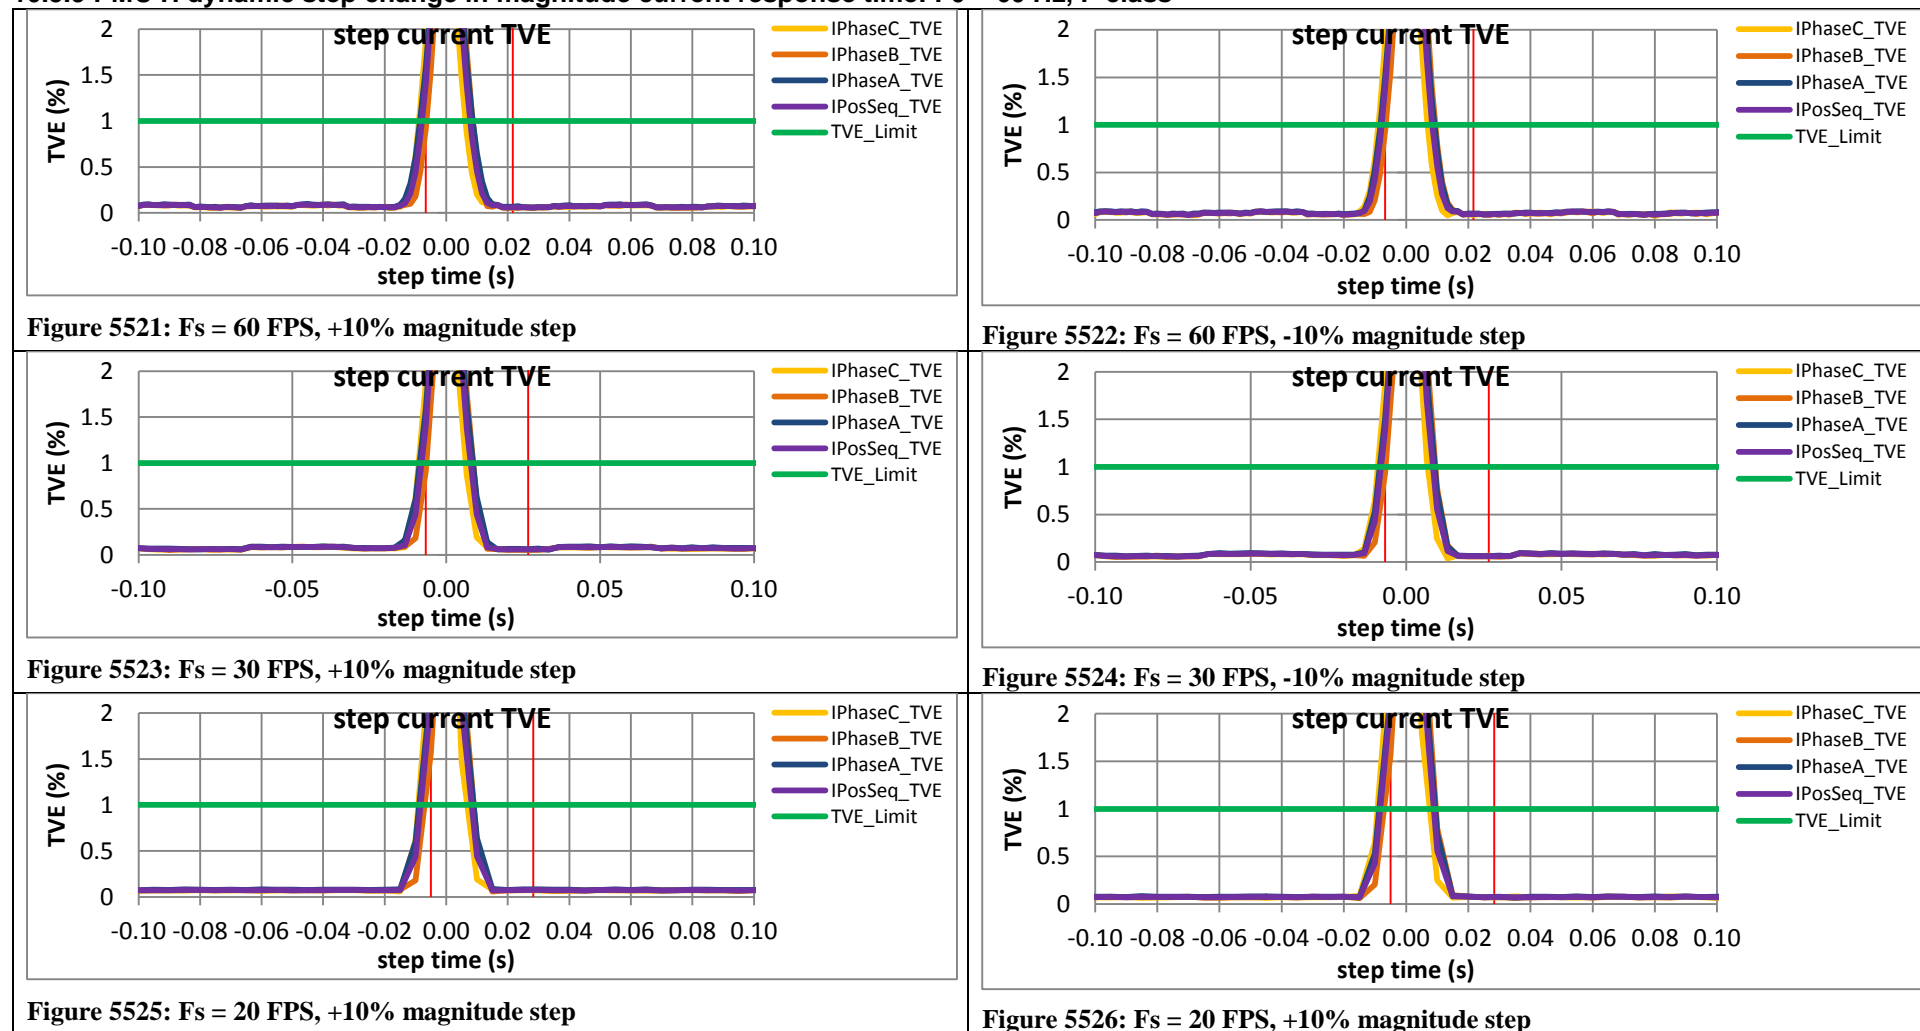 step current TVE
2
1.5
1
0.5
0
TVE (%)
-0.10 -0.08 -0.06 -0.04 -0.02 0.00 0.02 0.04 0.06 0.08 0.10
step time (s)
IPhaseC_TVE
IPhaseB_TVE
IPhaseA_TVE
IPosSeq_TVE
TVE_Limit
Figure 5521: Fs = 60 FPS, +10% magnitude step
step current TVE
2
1.5
1
0.5
0
TVE (%)
-0.10 -0.08 -0.06 -0.04 -0.02 0.00 0.02 0.04 0.06 0.08 0.10
step time (s)
IPhaseC_TVE
IPhaseB_TVE
IPhaseA_TVE
IPosSeq_TVE
TVE_Limit
Figure 5522: Fs = 60 FPS, -10% magnitude step
step current TVE
2
1.5
1
0.5
0
TVE (%)
-0.10 -0.05 0.00 0.05 0.10
step time (s)
IPhaseC_TVE
IPhaseB_TVE
IPhaseA_TVE
IPosSeq_TVE
TVE_Limit
Figure 5523: Fs = 30 FPS, +10% magnitude step
step current TVE
2
1.5
1
0.5
0
TVE (%)
-0.10 -0.05 0.00 0.05 0.10
step time (s)
IPhaseC_TVE
IPhaseB_TVE
IPhaseA_TVE
IPosSeq_TVE
TVE_Limit
Figure 5524: Fs = 30 FPS, -10% magnitude step
step current TVE
2
1.5
1
0.5
0
TVE (%)
-0.10 -0.08 -0.06 -0.04 -0.02 0.00 0.02 0.04 0.06 0.08 0.10
step time (s)
IPhaseC_TVE
IPhaseB_TVE
IPhaseA_TVE
IPosSeq_TVE
TVE_Limit
Figure 5525: Fs = 20 FPS, +10% magnitude step
step current TVE
2
1.5
1
0.5
0
TVE (%)
-0.10 -0.08 -0.06 -0.04 -0.02 0.00 0.02 0.04 0.06 0.08 0.10
step time (s)
IPhaseC_TVE
IPhaseB_TVE
IPhaseA_TVE
IPosSeq_TVE
TVE_Limit
Figure 5526: Fs = 20 FPS, +10% magnitude step